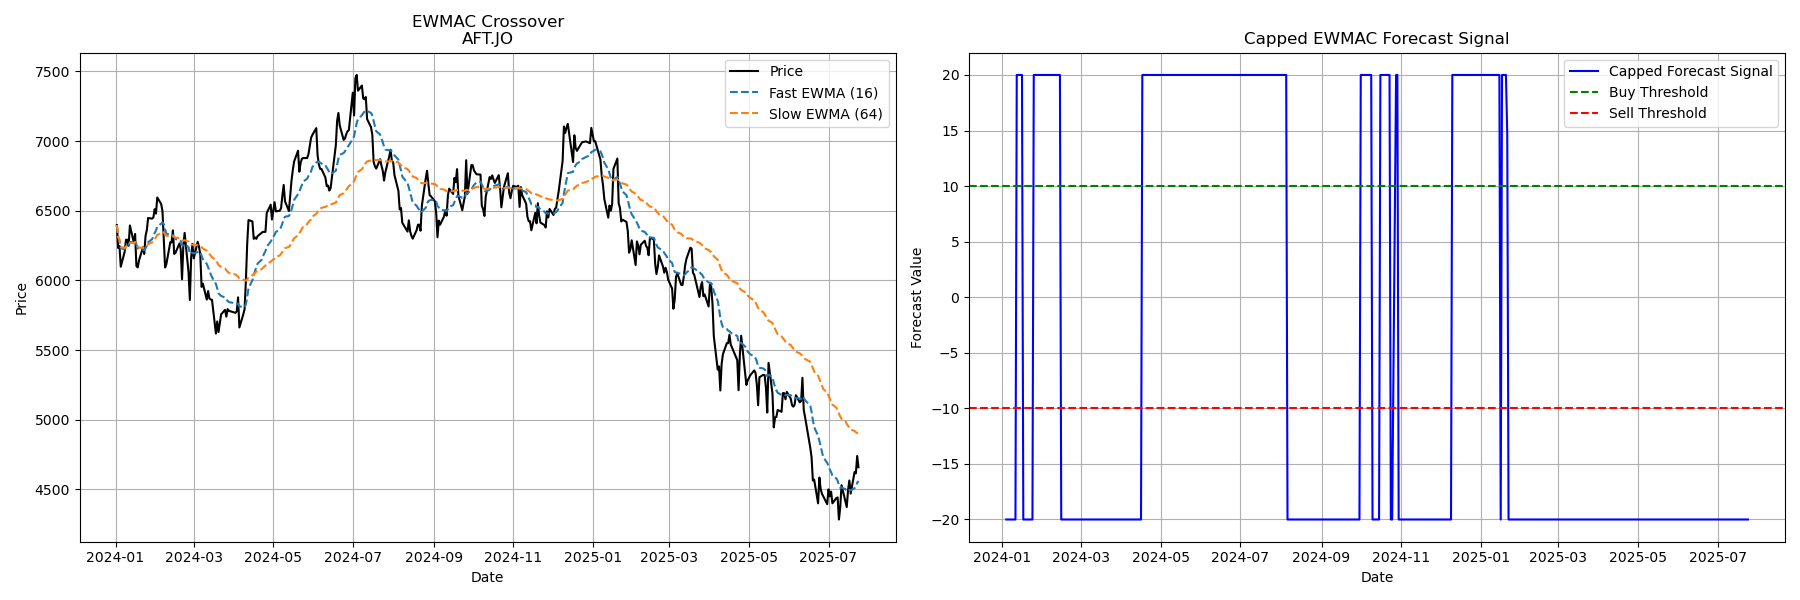 EWMAC Crossover
AFT.JO
7500
7000
6500
6000
5500
5000
4500
Price
Price
Fast EWMA (16)
Slow EWMA (64)
2024-01 2024-03 2024-05 2024-07 2024-09 2024-11 2025-01 2025-03 2025-05 2025-07
Date
Capped EWMAC Forecast Signal
20
15
10
5
0
−5
−10
−15
−20
Forecast Value
Capped Forecast Signal
Buy Threshold
Sell Threshold
2024-01 2024-03 2024-05 2024-07 2024-09 2024-11 2025-01 2025-03 2025-05 2025-07
Date